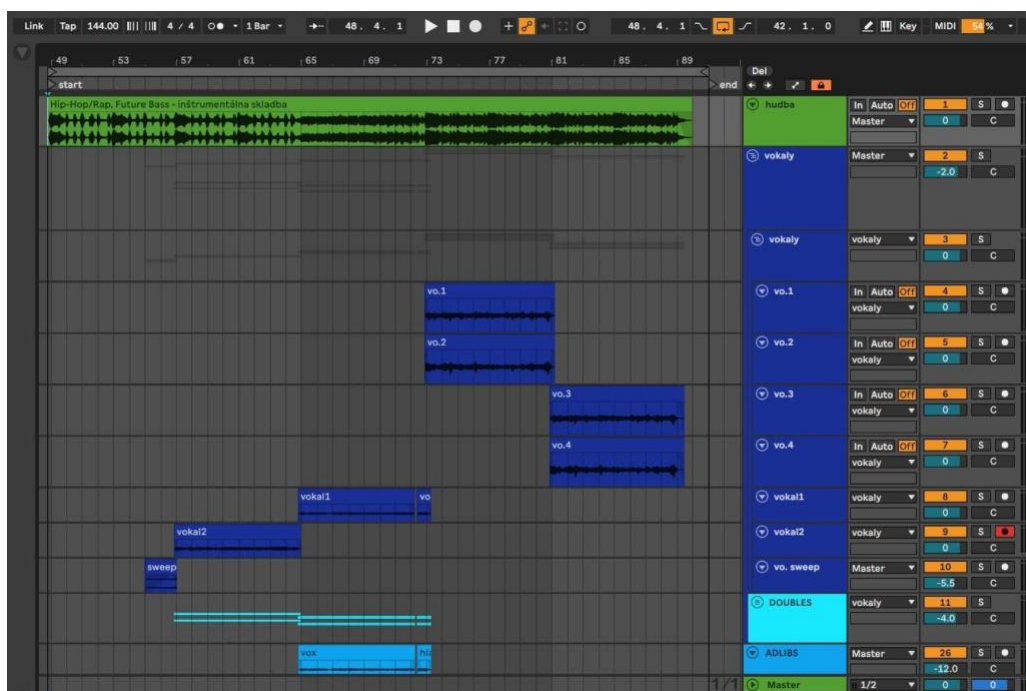 Link Tap 144.00 4 / 4 1 Bar 48. 4. 1 48. 4. 1 42. 1. 0 Key MIDI 54 %
49 53 57 61 65 69 73 77 81 85 89
Del
start end
Hip-Hop/Rap, Future Bass - inštrumentálna skladba hudba In Auto Off 1 S
Master 0 C
vokaly Master 2 S
-2.0 C
vokaly vokaly 3 S
0 C
vo.1 vo.1 In Auto Off 4 S
vokaly 0 C
vo.2 vo.2 In Auto Off 5 S
vokaly 0 C
vo.3 vo.3 In Auto Off 6 S
vokaly 0 C
vo.4 vo.4 In Auto Off 7 S
vokaly 0 C
vokal1 vo vokal1 vokaly 8 S
0 C
vokal2 vokal2 vokaly 9 S
0 C
sweep vo. sweep Master 10 S
-5.5 C
DOUBLES vokaly 11 S
-4.0 C
vox ADLIBS Master 26 S
-12.0 C
1/1 Master 1/2 0 0